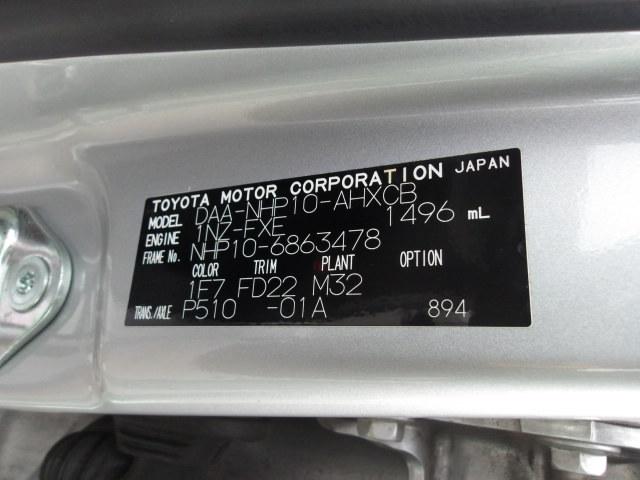 TOYOTA MOTOR CORPORATION JAPAN
MODEL DAA-NHP10-AHXCB
ENGINE 1NZ-FXE 1496 mL
FRAME No. NHP10-6863478
COLOR TRIM PLANT OPTION
1F7 FD22 M32
TRANS./AXLE P510 -01A 894